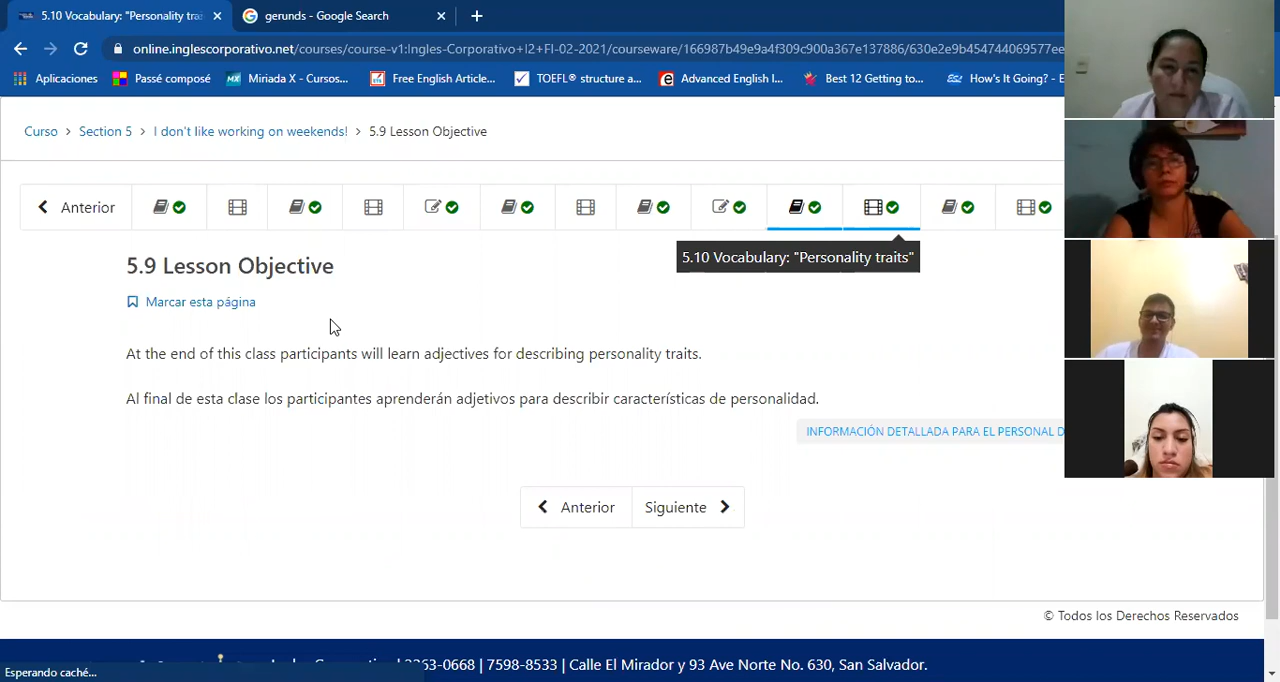 5.10 Vocabulary: "Personality tra
gerunds - Google Search
online.inglescorporativo.net/courses/course-v1:Ingles-Corporativo+I2+FI-02-2021/courseware/166987b49e9a4f309c900a367e137886/630e2e9b454744069577ee
Aplicaciones
Passé composé
Miriada X - Cursos...
Free English Article...
TOEFL® structure a...
Advanced English I...
Best 12 Getting to...
How's It Going? - E
Curso > Section 5 > I don't like working on weekends! > 5.9 Lesson Objective
Anterior
5.10 Vocabulary: "Personality traits"
5.9 Lesson Objective
Marcar esta página
At the end of this class participants will learn adjectives for describing personality traits.
Al final de esta clase los participantes aprenderán adjetivos para describir características de personalidad.
INFORMACIÓN DETALLADA PARA EL PERSONAL D
Anterior
Siguiente
© Todos los Derechos Reservados
63-0668 | 7598-8533 | Calle El Mirador y 93 Ave Norte No. 630, San Salvador.
Esperando caché...